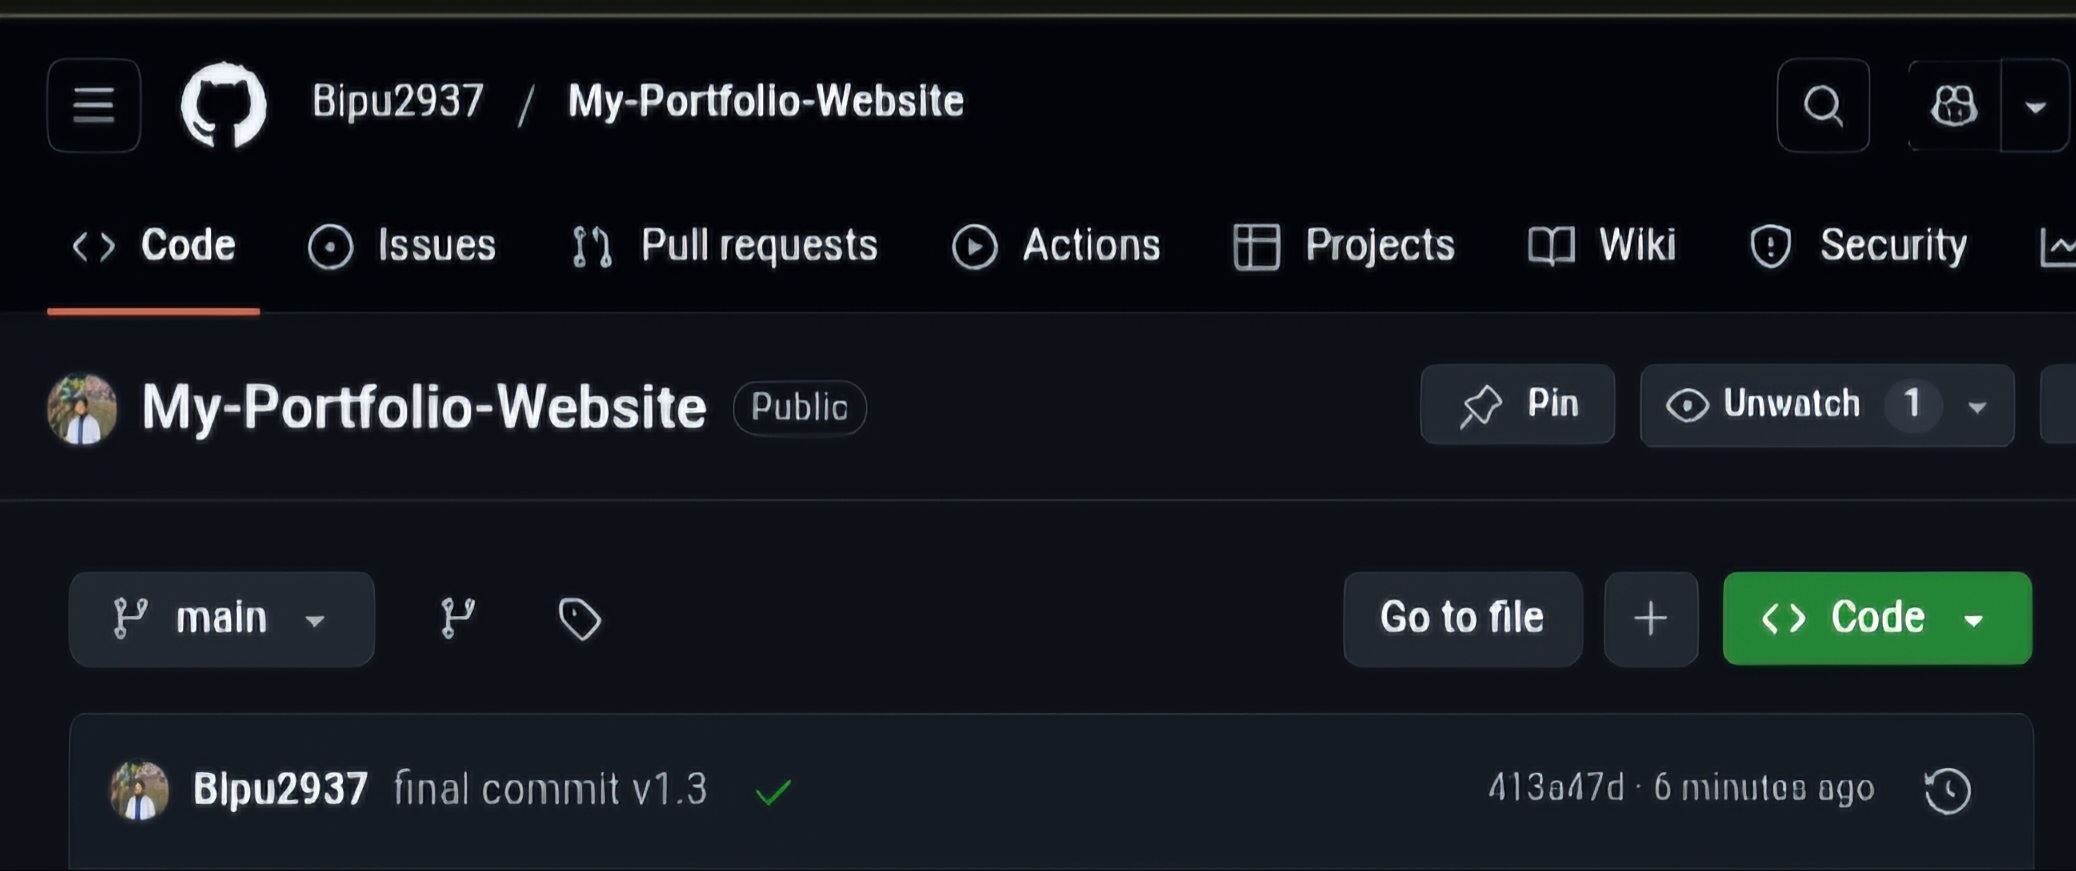 Bipu2937 / My-Portfolio-Website
Code Issues Pull requests Actions Projects Wiki Security
My-Portfolio-Website Public Pin Unwatch 1
main Go to file Code
Bipu2937 final commit v1.3 413a47d · 6 minutes ago